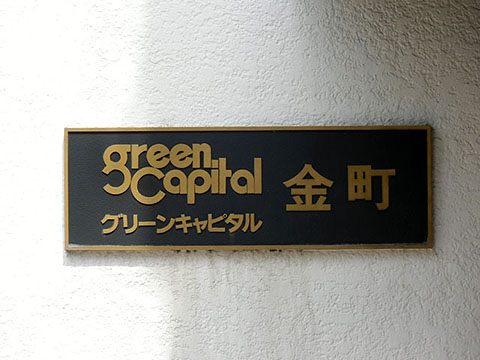 green
Capital
グリーンキャピタル
金町